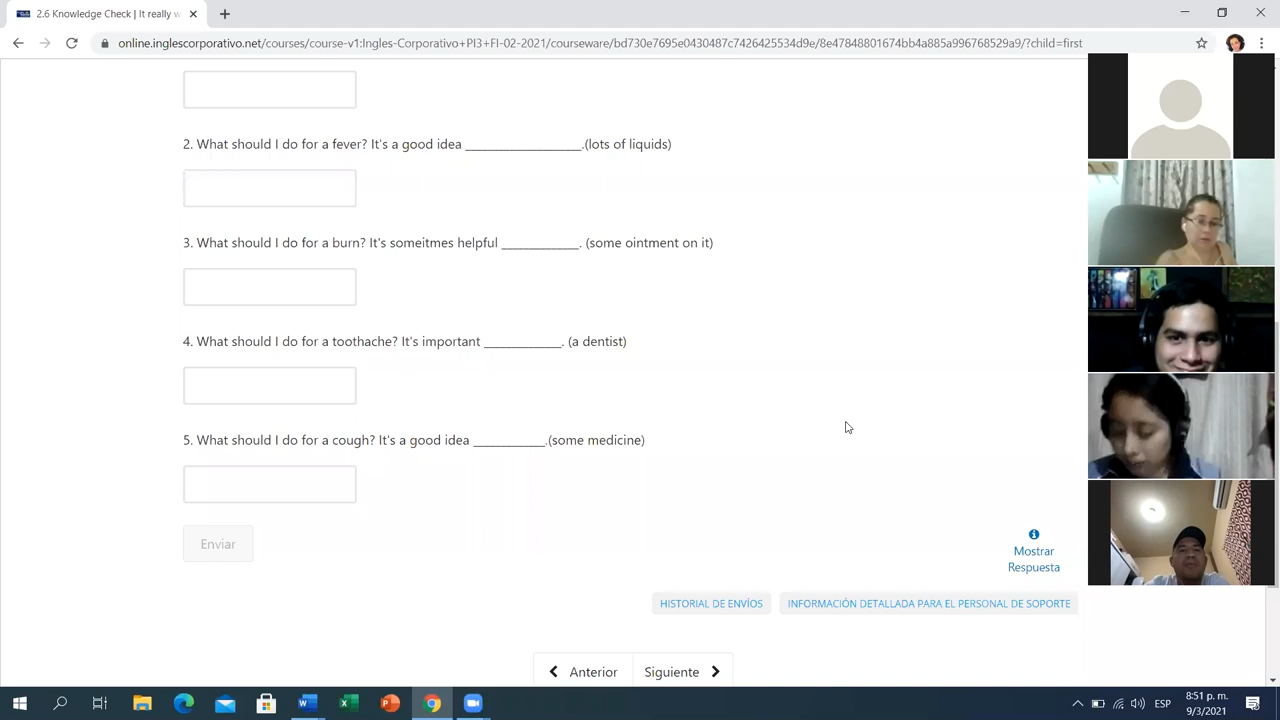 2.6 Knowledge Check | It really w
online.inglescorporativo.net/courses/course-v1:Ingles-Corporativo+PI3+FI-02-2021/courseware/bd730e7695e0430487c7426425534d9e/8e47848801674bb4a885a996768529a9/?child=first
2. What should I do for a fever? It's a good idea ___________________.(lots of liquids)
3. What should I do for a burn? It's someitmes helpful _____________. (some ointment on it)
4. What should I do for a toothache? It's important _____________. (a dentist)
5. What should I do for a cough? It's a good idea ____________.(some medicine)
Enviar
Mostrar
Respuesta
HISTORIAL DE ENVÍOS
INFORMACIÓN DETALLADA PARA EL PERSONAL DE SOPORTE
Anterior
Siguiente
8:51 p. m.
ESP
9/3/2021